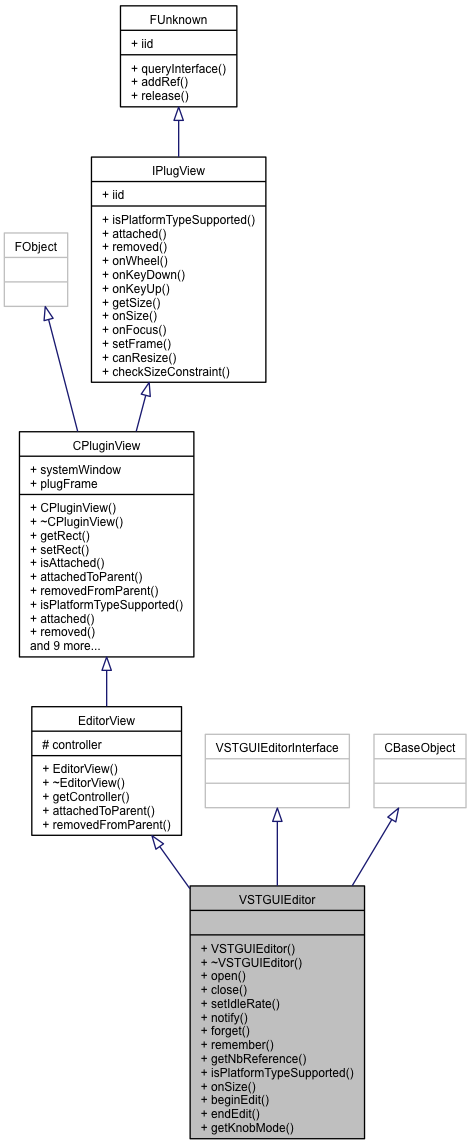 FUnknown
+ iid
+ queryInterface()
+ addRef()
+ release()
IPlugView
+ iid
+ isPlatformTypeSupported()
+ attached()
+ removed()
+ onWheel()
+ onKeyDown()
+ onKeyUp()
+ getSize()
+ onSize()
+ onFocus()
+ setFrame()
+ canResize()
+ checkSizeConstraint()
FObject
CPluginView
+ systemWindow
+ plugFrame
+ CPluginView()
+ ~CPluginView()
+ getRect()
+ setRect()
+ isAttached()
+ attachedToParent()
+ removedFromParent()
+ isPlatformTypeSupported()
+ attached()
+ removed()
and 9 more...
EditorView
# controller
+ EditorView()
+ ~EditorView()
+ getController()
+ attachedToParent()
+ removedFromParent()
VSTGUIEditorInterface
CBaseObject
VSTGUIEditor
+ VSTGUIEditor()
+ ~VSTGUIEditor()
+ open()
+ close()
+ setIdleRate()
+ notify()
+ forget()
+ remember()
+ getNbReference()
+ isPlatformTypeSupported()
+ onSize()
+ beginEdit()
+ endEdit()
+ getKnobMode()